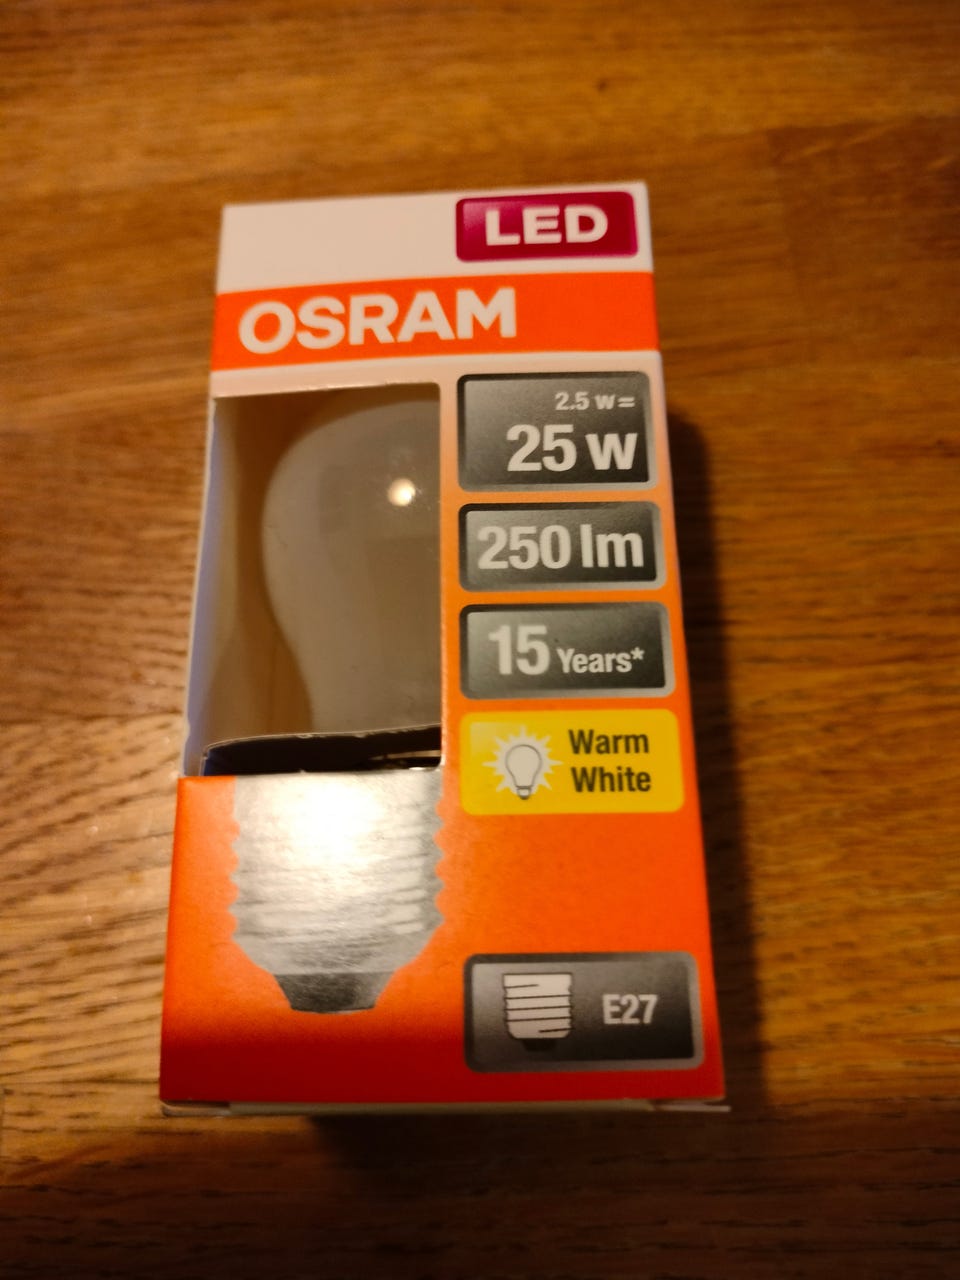 LED
OSRAM
2.5 w=
25 w
250 lm
15 Years*
Warm
White
E27